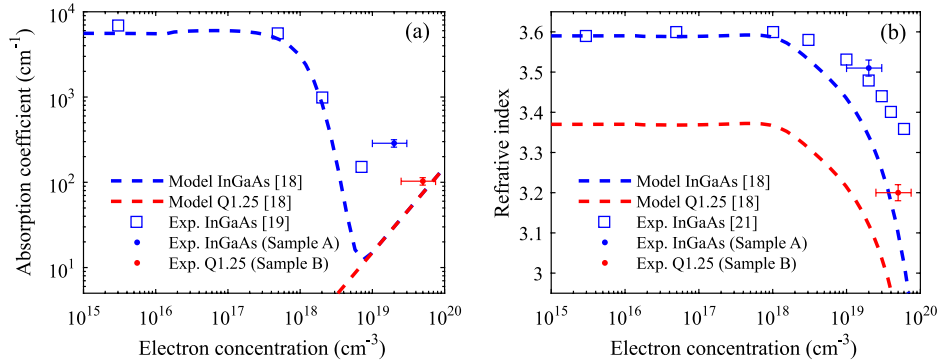 (a)
10^4
10^3
10^2
10^1
Absorption coefficient (cm^-1)
Model InGaAs [18]
Model Q1.25 [18]
Exp. InGaAs [19]
Exp. InGaAs (Sample A)
Exp. Q1.25 (Sample B)
10^15 10^16 10^17 10^18 10^19 10^20
Electron concentration (cm^-3)
(b)
3.6
3.5
3.4
3.3
3.2
3.1
3
Refrative index
Model InGaAs [18]
Model Q1.25 [18]
Exp. InGaAs [21]
Exp. InGaAs (Sample A)
Exp. Q1.25 (Sample B)
10^15 10^16 10^17 10^18 10^19 10^20
Electron concentration (cm^-3)